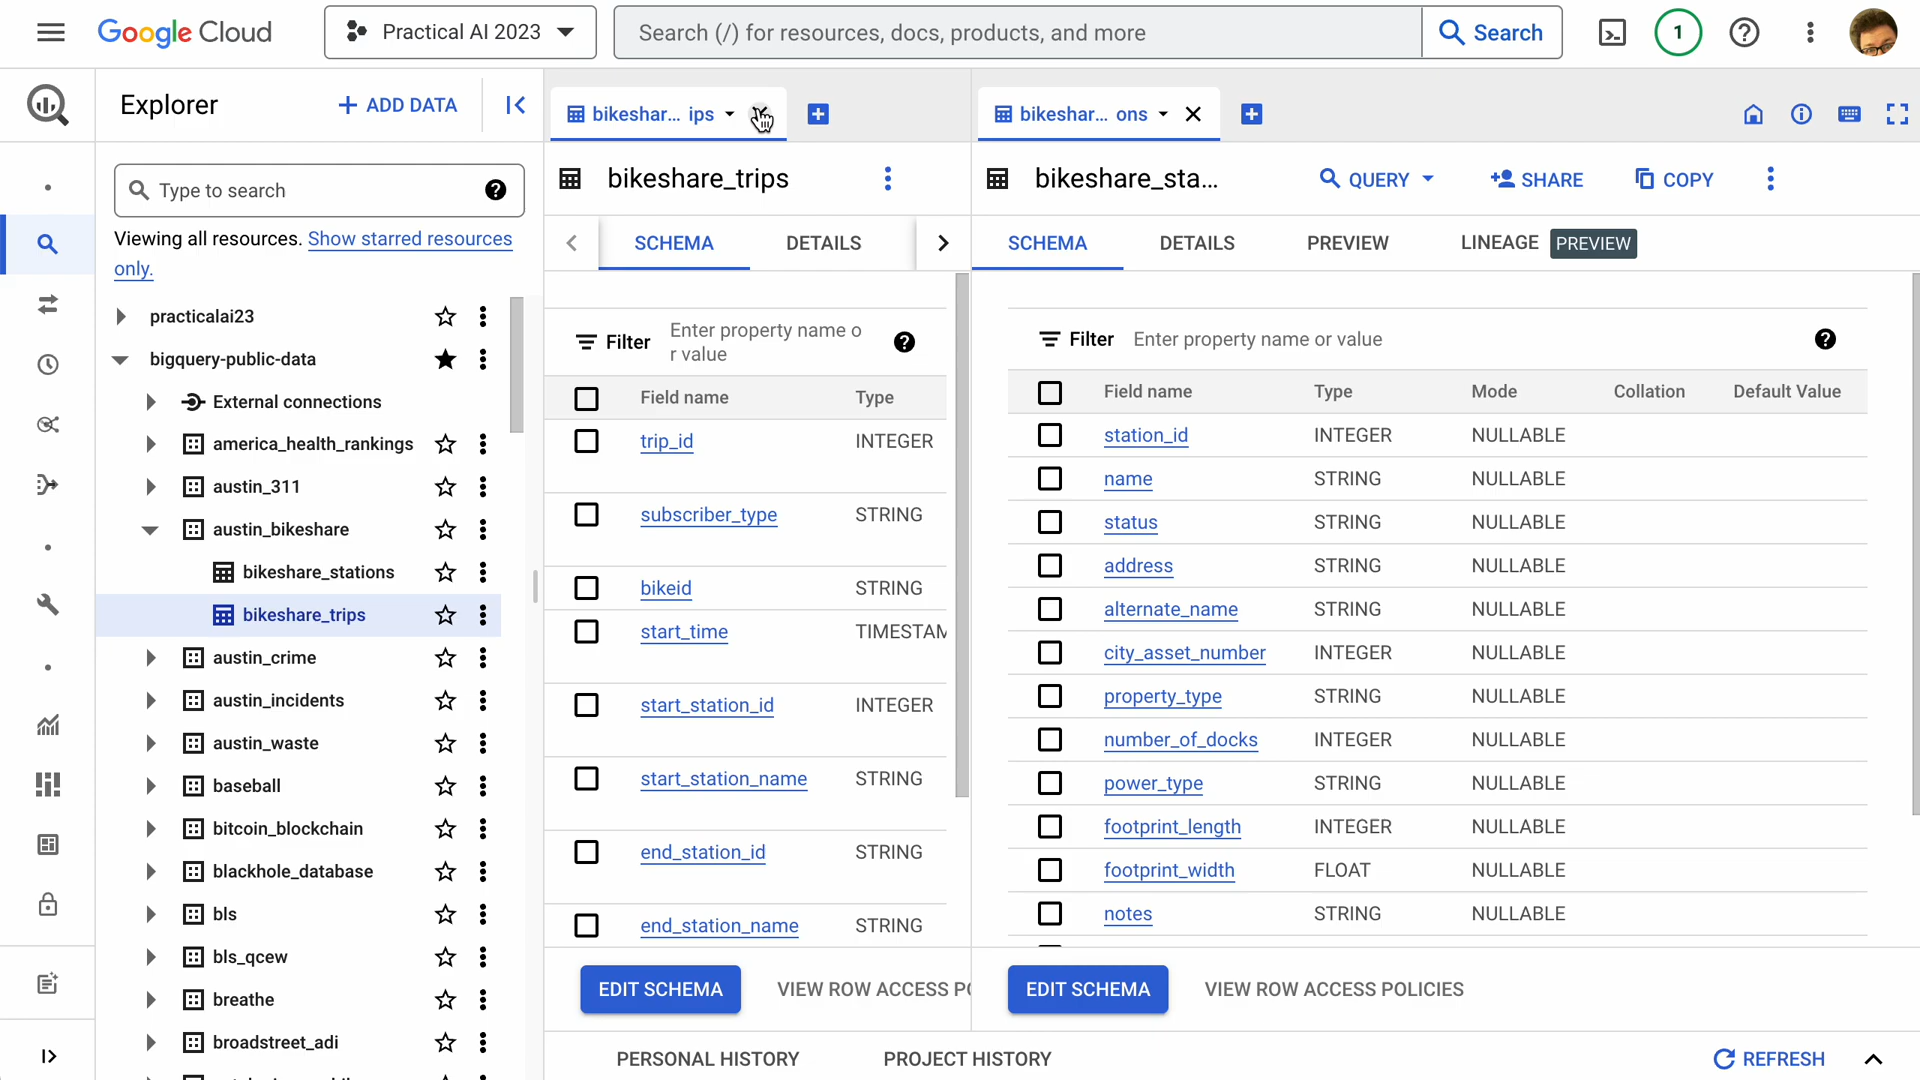 Google Cloud
Practical AI 2023
Search (/) for resources, docs, products, and more
Search
1
Explorer
ADD DATA
Type to search
Viewing all resources. Show starred resources
only.
practicalai23
bigquery-public-data
External connections
america_health_rankings
austin_311
austin_bikeshare
bikeshare_stations
bikeshare_trips
austin_crime
austin_incidents
austin_waste
baseball
bitcoin_blockchain
blackhole_database
bls
bls_qcew
breathe
broadstreet_adi
bikeshar... ips
bikeshare_trips
SCHEMA DETAILS
Filter Enter property name o
r value
Field name Type
trip_id INTEGER
subscriber_type STRING
bikeid STRING
start_time TIMESTAM
start_station_id INTEGER
start_station_name STRING
end_station_id STRING
end_station_name STRING
EDIT SCHEMA VIEW ROW ACCESS PO
bikeshar... ons
bikeshare_sta...
QUERY SHARE COPY
SCHEMA DETAILS PREVIEW LINEAGE PREVIEW
Filter Enter property name or value
Field name Type Mode Collation Default Value
station_id INTEGER NULLABLE
name STRING NULLABLE
status STRING NULLABLE
address STRING NULLABLE
alternate_name STRING NULLABLE
city_asset_number INTEGER NULLABLE
property_type STRING NULLABLE
number_of_docks INTEGER NULLABLE
power_type STRING NULLABLE
footprint_length INTEGER NULLABLE
footprint_width FLOAT NULLABLE
notes STRING NULLABLE
EDIT SCHEMA VIEW ROW ACCESS POLICIES
PERSONAL HISTORY PROJECT HISTORY REFRESH